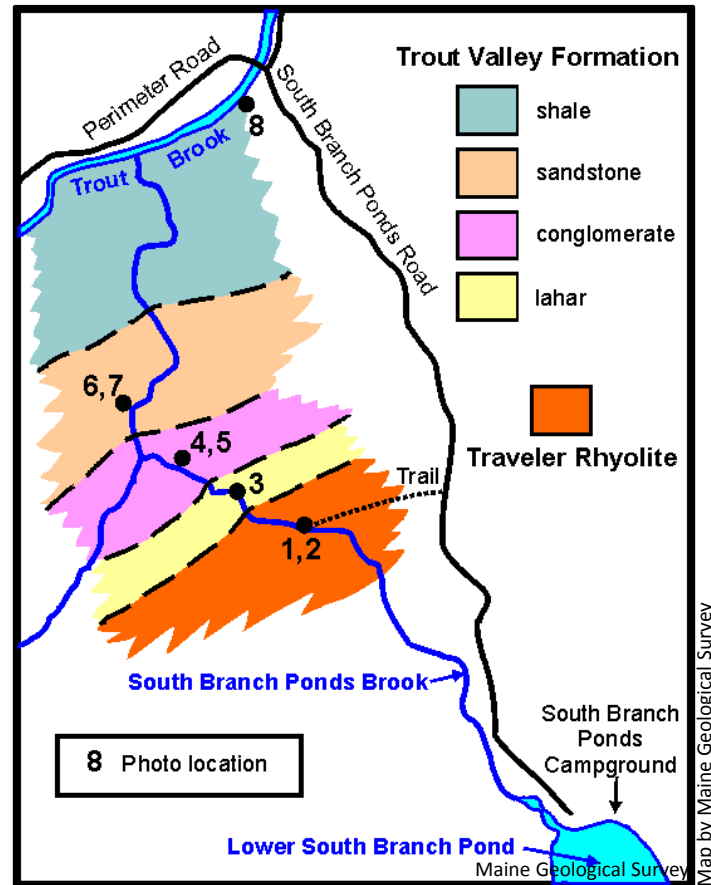 Trout Valley Formation
shale
sandstone
conglomerate
lahar
Traveler Rhyolite
Perimeter Road
South Branch Ponds Road
Trout Brook
8
6,7
4,5
3
1,2
Trail
South Branch Ponds Brook
South Branch
Ponds
Campground
8 Photo location
Lower South Branch Pond
Maine Geological Survey
Map by Maine Geological Survey